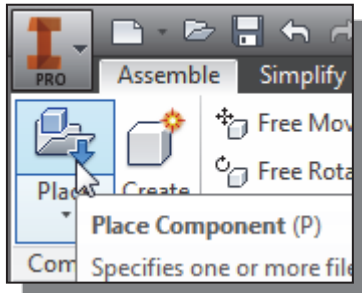 PRO
Assemble Simplify
Free Mov
Free Rota
Plac Create
Place Component (P)
Com Specifies one or more file